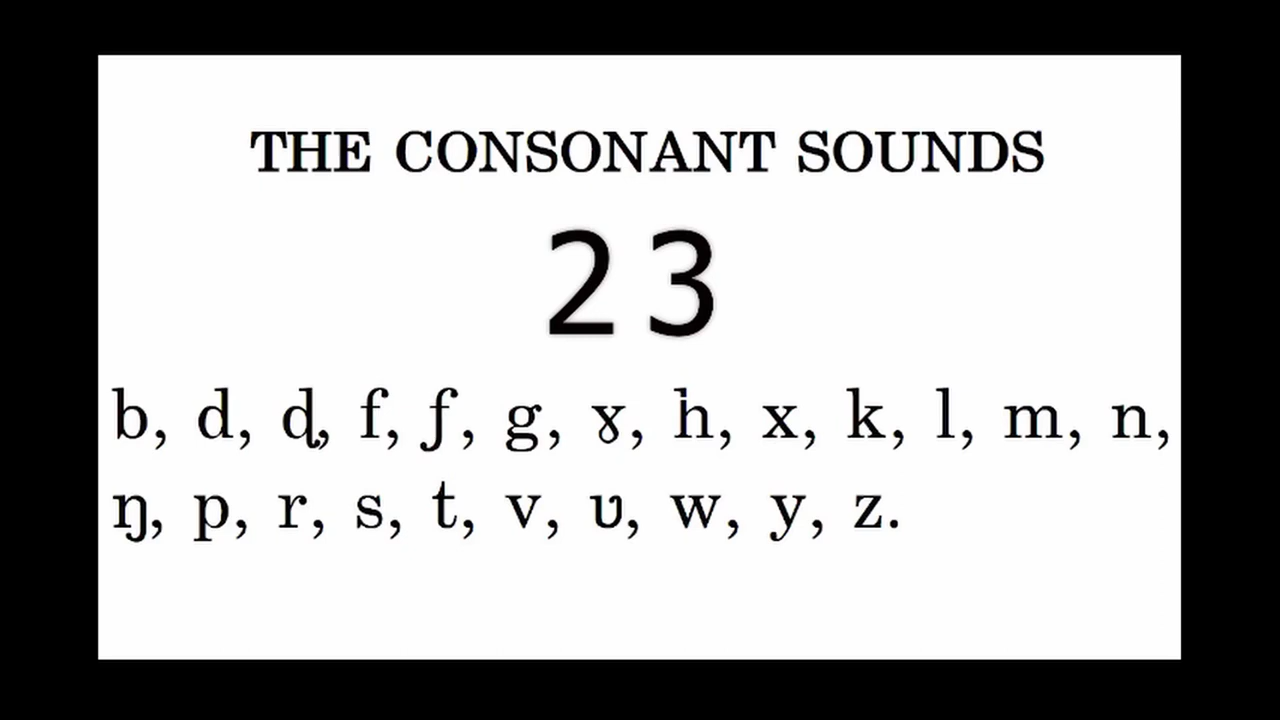 THE CONSONANT SOUNDS
23
b, d, ɖ, f, ƒ, g, ɤ, h, x, k, l, m, n,
ŋ, p, r, s, t, v, ʋ, w, y, z.